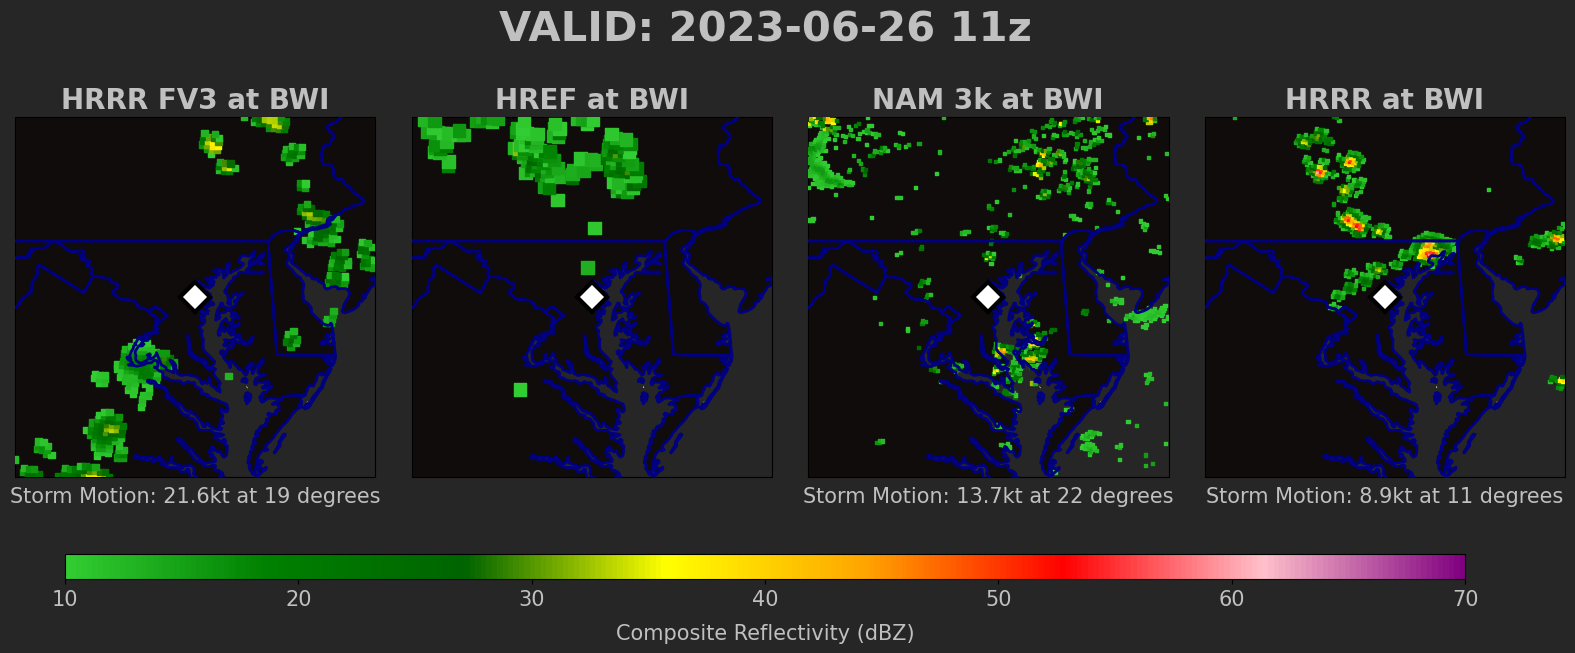 VALID: 2023-06-26 11z
HRRR FV3 at BWI
HREF at BWI
NAM 3k at BWI
HRRR at BWI
Storm Motion: 21.6kt at 19 degrees
Storm Motion: 13.7kt at 22 degrees
Storm Motion: 8.9kt at 11 degrees
10 20 30 40 50 60 70
Composite Reflectivity (dBZ)